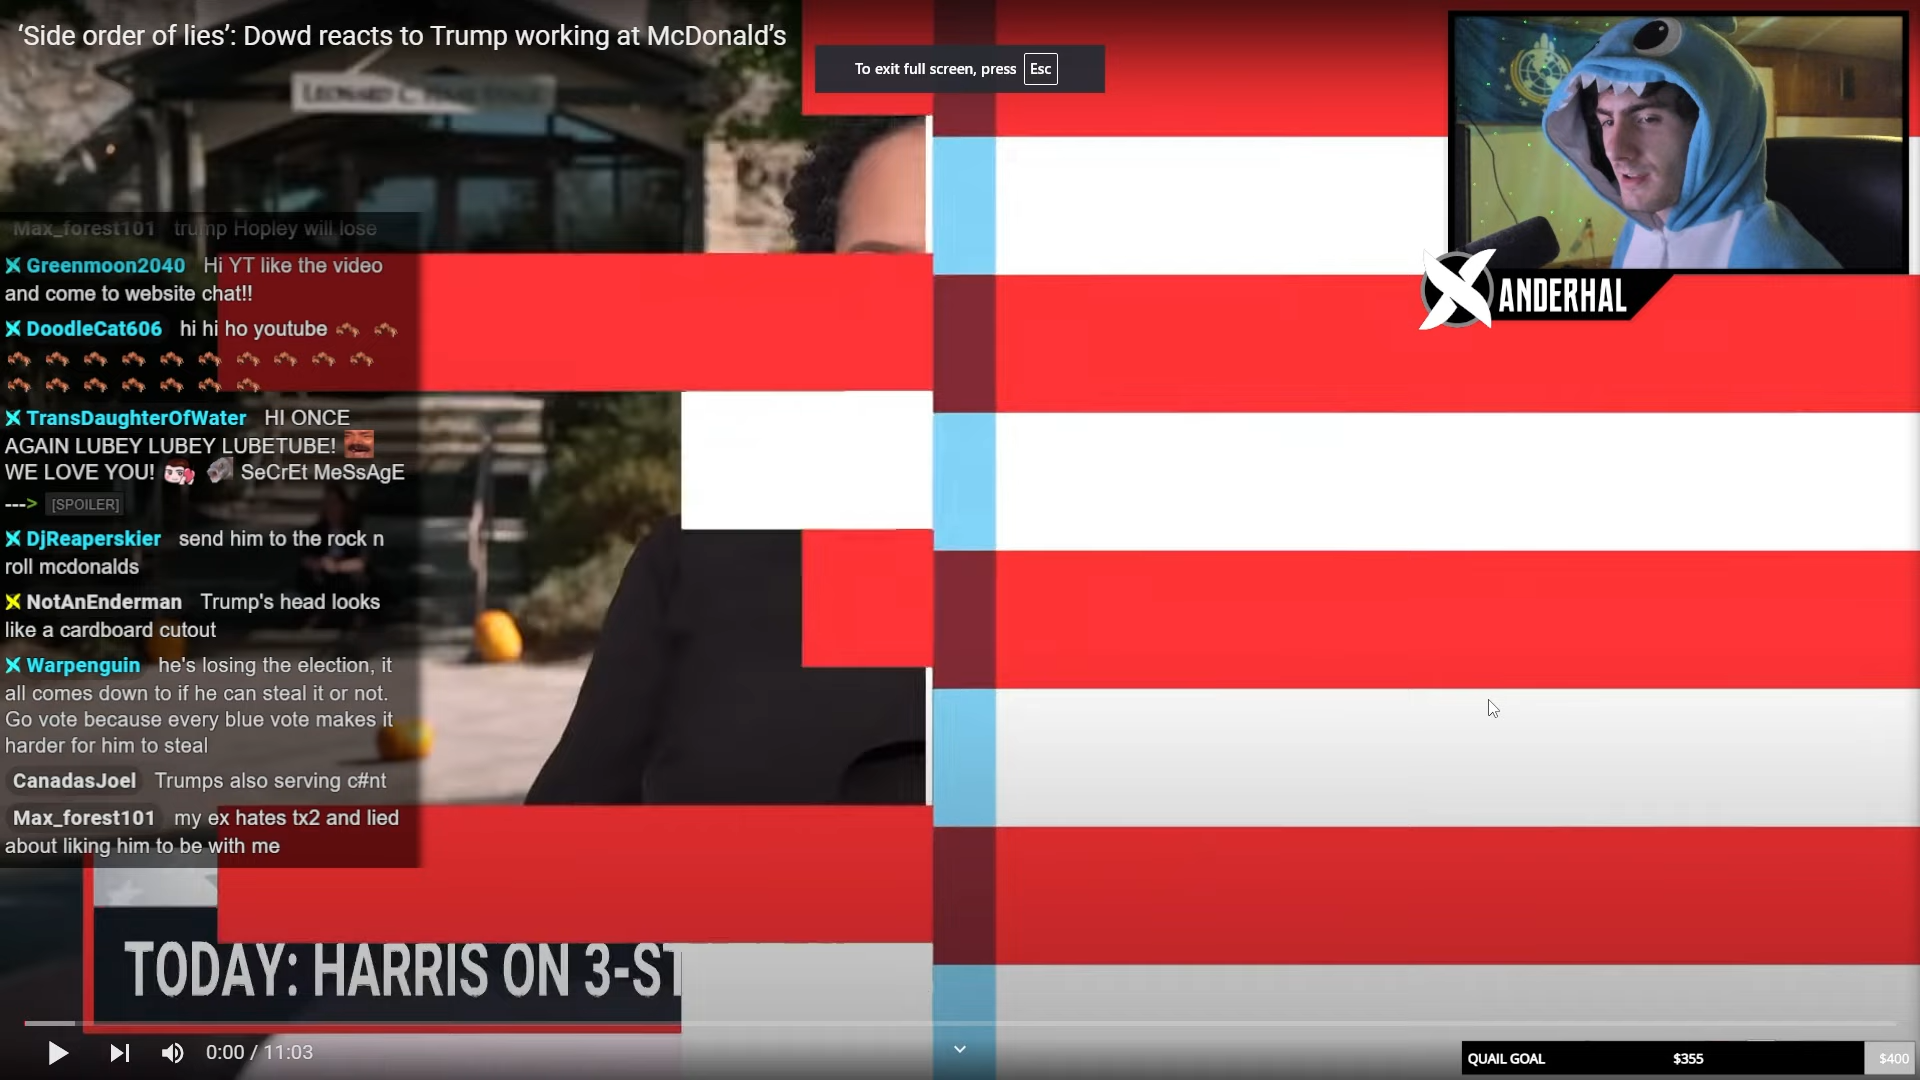 ‘Side order of lies’: Dowd reacts to Trump working at McDonald’s
To exit full screen, press Esc
Max_forest101 trump Hopley will lose
Greenmoon2040 Hi YT like the video
and come to website chat!!
DoodleCat606 hi hi ho youtube
TransDaughterOfWater HI ONCE
AGAIN LUBEY LUBEY LUBETUBE!
WE LOVE YOU! SeCrEt MeSsAgE
---> [SPOILER]
DjReaperskier send him to the rock n
roll mcdonalds
NotAnEnderman Trump's head looks
like a cardboard cutout
Warpenguin he's losing the election, it
all comes down to if he can steal it or not.
Go vote because every blue vote makes it
harder for him to steal
CanadasJoel Trumps also serving c#nt
Max_forest101 my ex hates tx2 and lied
about liking him to be with me
XANDERHAL
TODAY: HARRIS ON 3-ST
0:00 / 11:03
QUAIL GOAL $355 $400